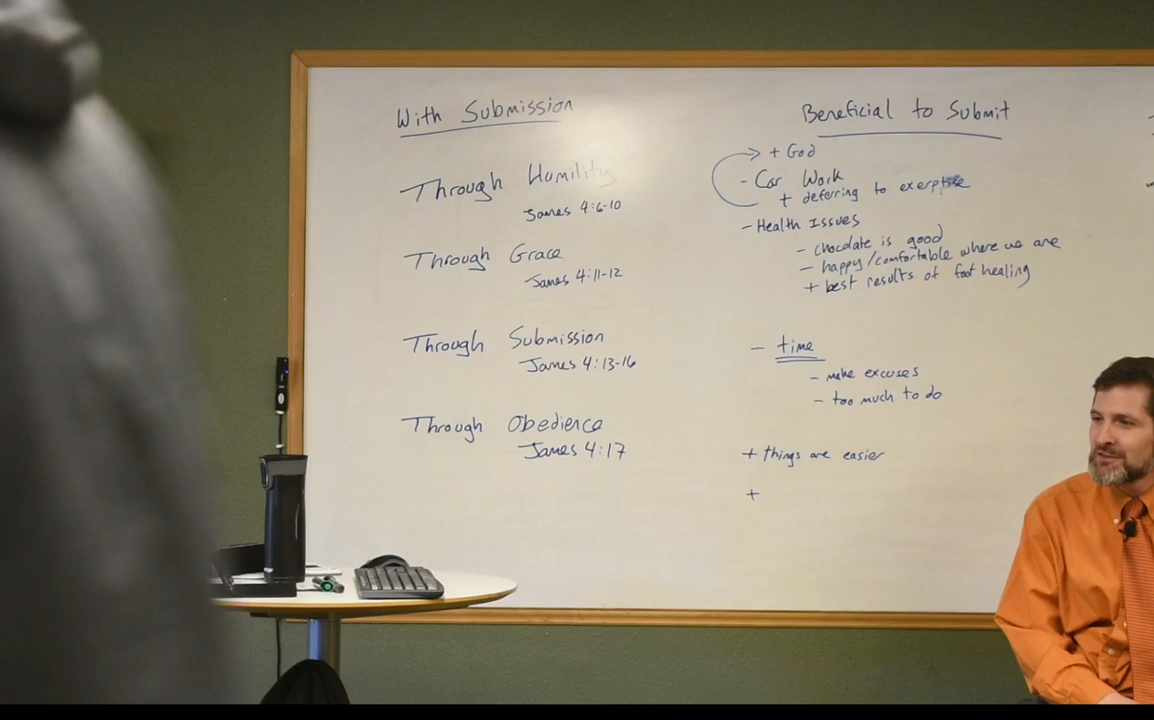 With Submission
Through Humility
James 4:6-10
Through Grace
James 4:11-12
Through Submission
James 4:13-16
Through Obedience
James 4:17
Beneficial to Submit
+ God
- Car Work
+ deferring to
- Health Issues
- chocolate is good
- happy/comfortable where we are
+ best results of foot healing
- time
- make excuses
- too much to do
+ things are easier
+